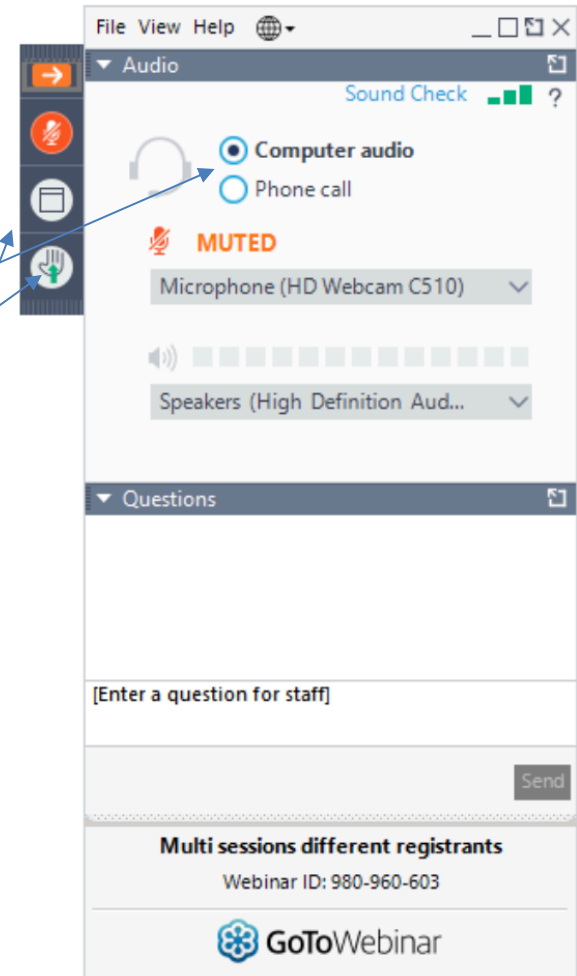 File View Help
Audio
Sound Check ?
Computer audio
Phone call
MUTED
Microphone (HD Webcam C510)
Speakers (High Definition Aud...
Questions
[Enter a question for staff]
Send
Multi sessions different registrants
Webinar ID: 980-960-603
GoToWebinar